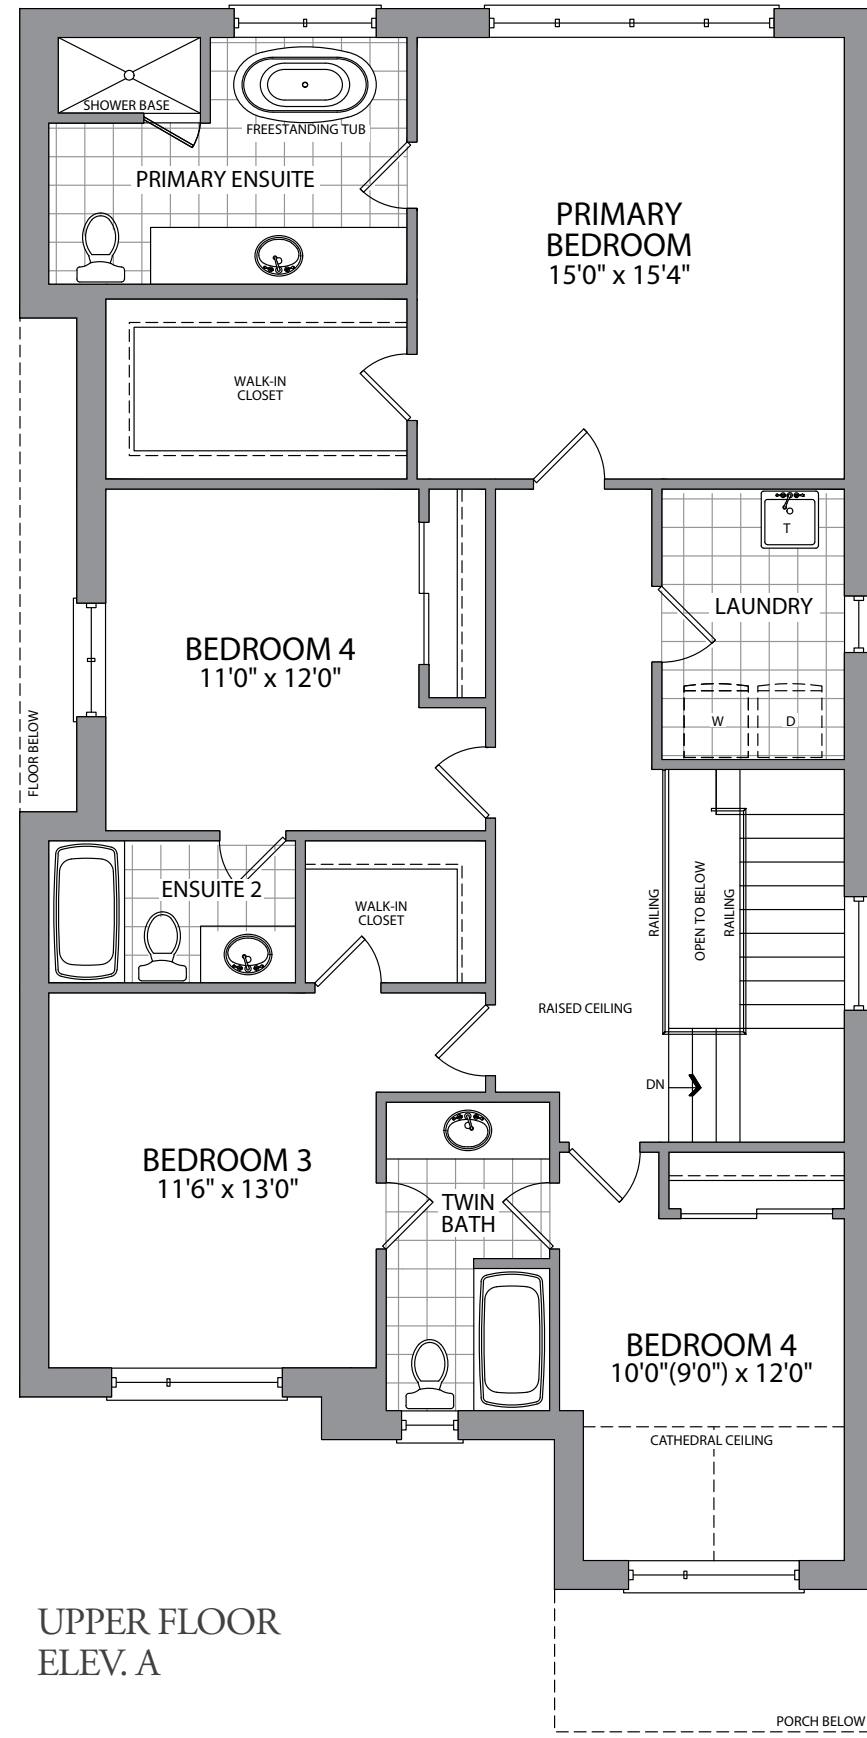 SHOWER BASE
FREESTANDING TUB
PRIMARY ENSUITE
PRIMARY
BEDROOM
15'0" x 15'4"
WALK-IN
CLOSET
T
LAUNDRY
W
D
BEDROOM 4
11'0" x 12'0"
FLOOR BELOW
ENSUITE 2
WALK-IN
CLOSET
RAILING
OPEN TO BELOW
RAILING
RAISED CEILING
DN
BEDROOM 3
11'6" x 13'0"
TWIN
BATH
BEDROOM 4
10'0"(9'0") x 12'0"
CATHEDRAL CEILING
UPPER FLOOR
ELEV. A
PORCH BELOW